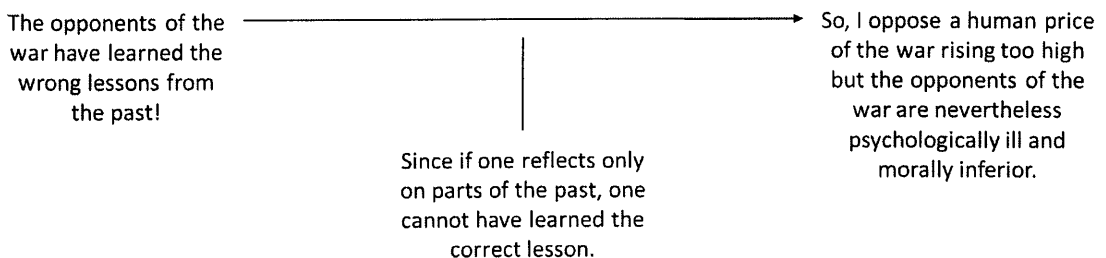 The opponents of the
war have learned the
wrong lessons from
the past!
Since if one reflects only
on parts of the past, one
cannot have learned the
correct lesson.
So, I oppose a human price
of the war rising too high
but the opponents of the
war are nevertheless
psychologically ill and
morally inferior.